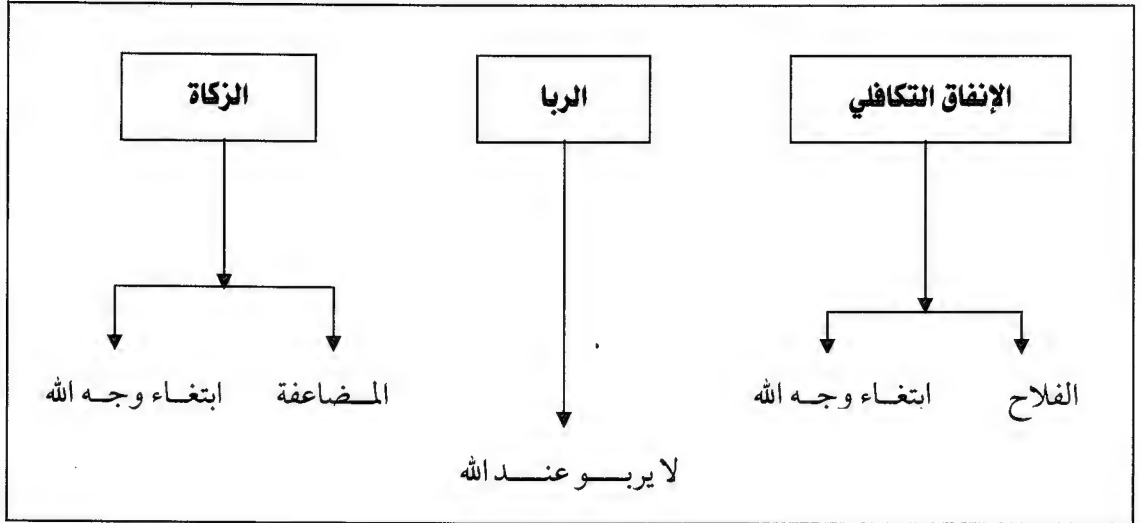 الإنفاق التكافلي
الربا
الزكاة
الفلاح
ابتغاء وجه الله
المضاعفة
ابتغاء وجه الله
لا يربو عند الله